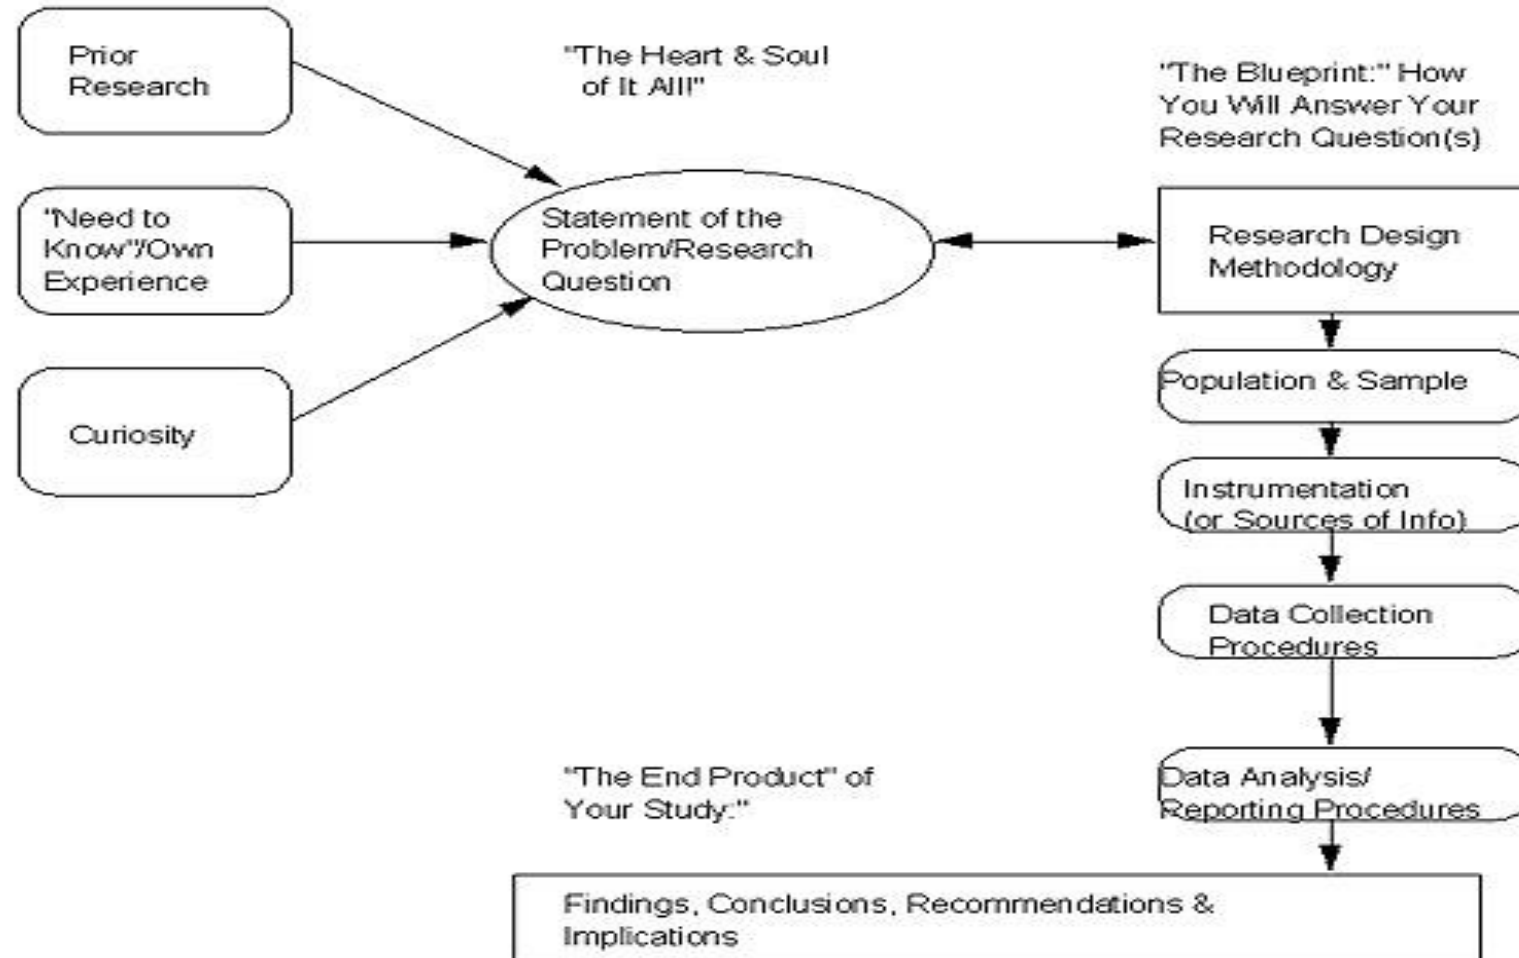 Prior
Research
"The Heart & Soul
of It All!"
"The Blueprint:" How
You Will Answer Your
Research Question(s)
"Need to
Know"/Own
Experience
Statement of the
Problem/Research
Question
Research Design
Methodology
Curiosity
Population & Sample
Instrumentation
(or Sources of Info)
Data Collection
Procedures
Data Analysis/
Reporting Procedures
"The End Product" of
Your Study:"
Findings, Conclusions, Recommendations &
Implications